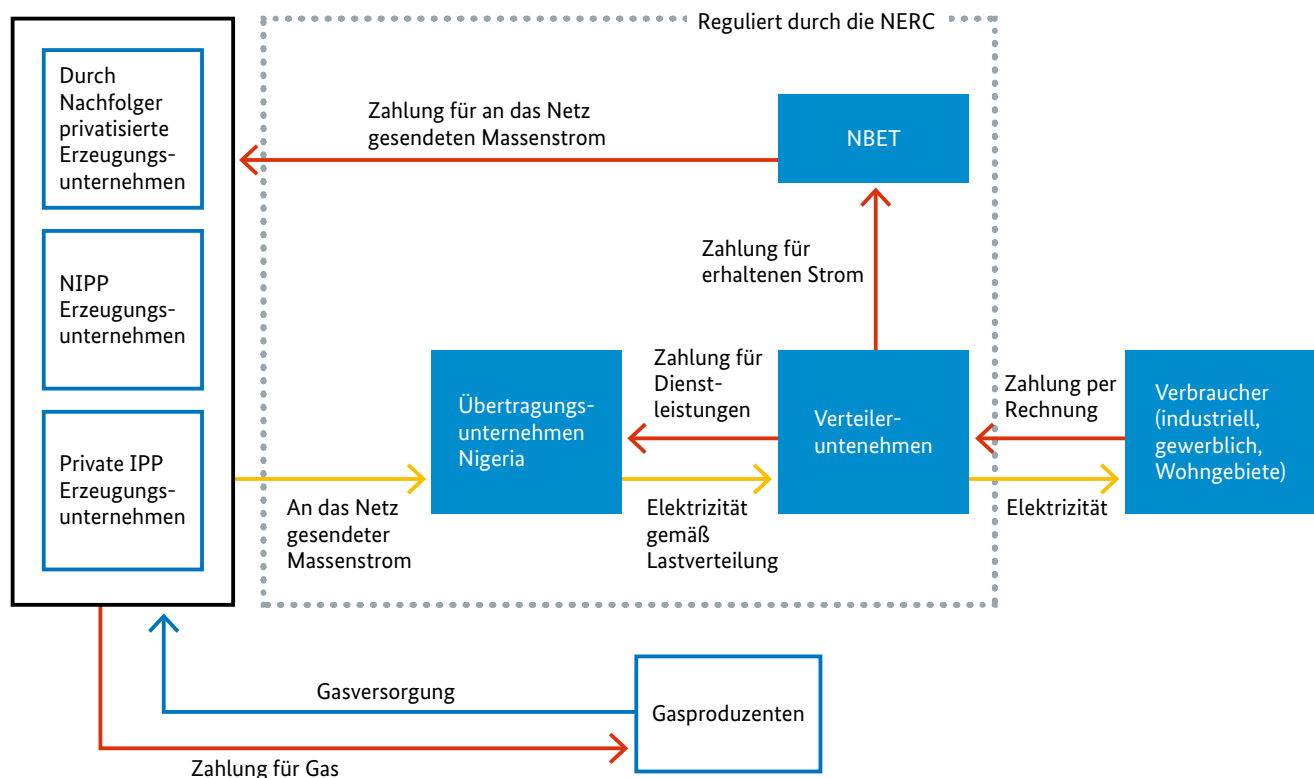 Reguliert durch die NERC
Durch
Nachfolger
privatisierte
Erzeugungs-
unternehmen
NIPP
Erzeugungs-
unternehmen
Private IPP
Erzeugungs-
unternehmen
Zahlung für an das Netz
gesendeten Massenstrom
NBET
Zahlung für
erhaltenen Strom
Übertragungs-
unternehmen
Nigeria
Zahlung für
Dienst-
leistungen
Verteiler-
untenehmen
Zahlung per
Rechnung
Verbraucher
(industriell,
gewerblich,
Wohngebiete)
An das Netz
gesendeter
Massenstrom
Elektrizität
gemäß
Lastverteilung
Elektrizität
Gasversorgung
Gasproduzenten
Zahlung für Gas